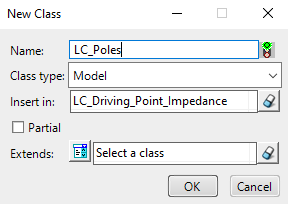 New Class
Name: LC_Poles
Class type: Model
Insert in: LC_Driving_Point_Impedance
Partial
Extends: Select a class
OK Cancel